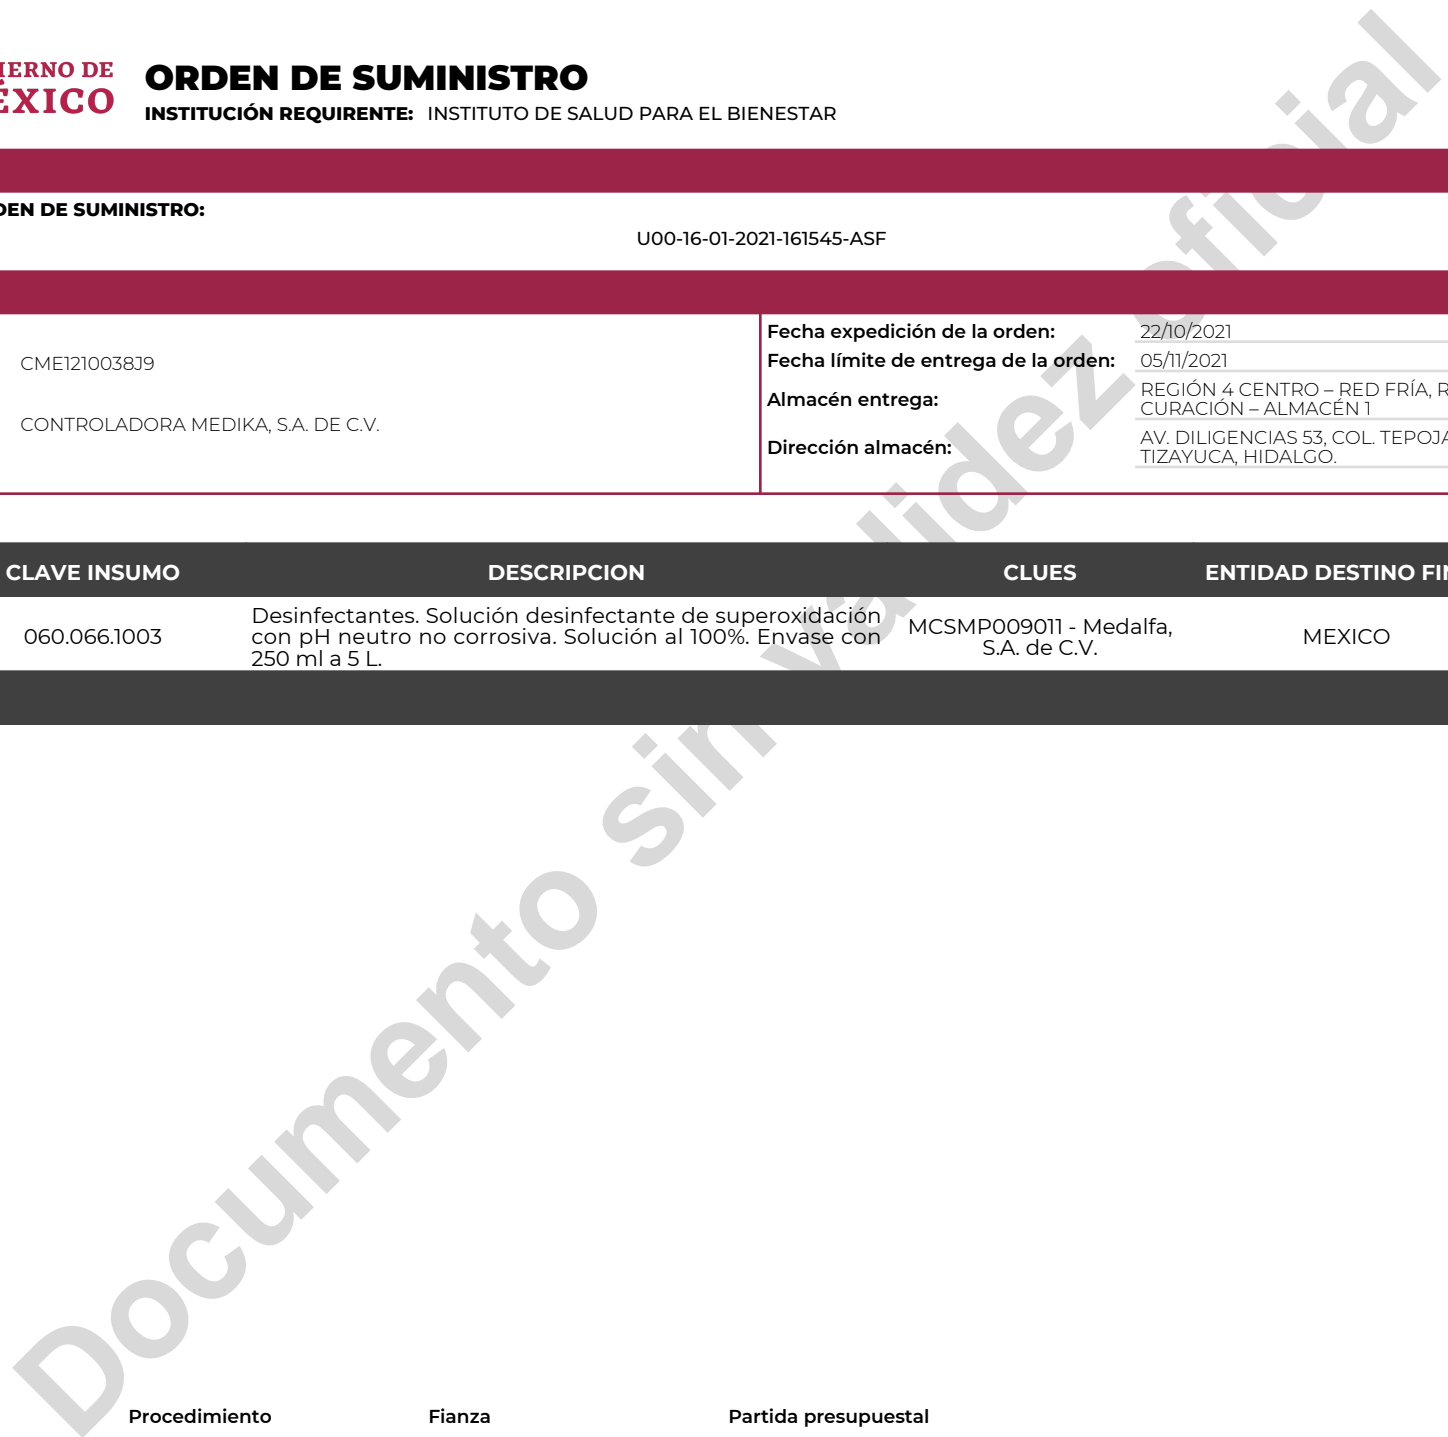 IERNO DE
ÉXICO
ORDEN DE SUMINISTRO
INSTITUCIÓN REQUIRENTE: INSTITUTO DE SALUD PARA EL BIENESTAR
DEN DE SUMINISTRO:
U00-16-01-2021-161545-ASF
CME1210038J9
CONTROLADORA MEDIKA, S.A. DE C.V.
Fecha expedición de la orden: 22/10/2021
Fecha límite de entrega de la orden: 05/11/2021
Almacén entrega: REGIÓN 4 CENTRO – RED FRÍA, R
CURACIÓN – ALMACÉN 1
Dirección almacén: AV. DILIGENCIAS 53, COL. TEPOJA
TIZAYUCA, HIDALGO.
CLAVE INSUMO DESCRIPCION CLUES ENTIDAD DESTINO FIN
060.066.1003
Desinfectantes. Solución desinfectante de superoxidación
con pH neutro no corrosiva. Solución al 100%. Envase con
250 ml a 5 L.
MCSMP009011 - Medalfa,
S.A. de C.V.
MEXICO
Documento sin validez oficial
Procedimiento Fianza Partida presupuestal